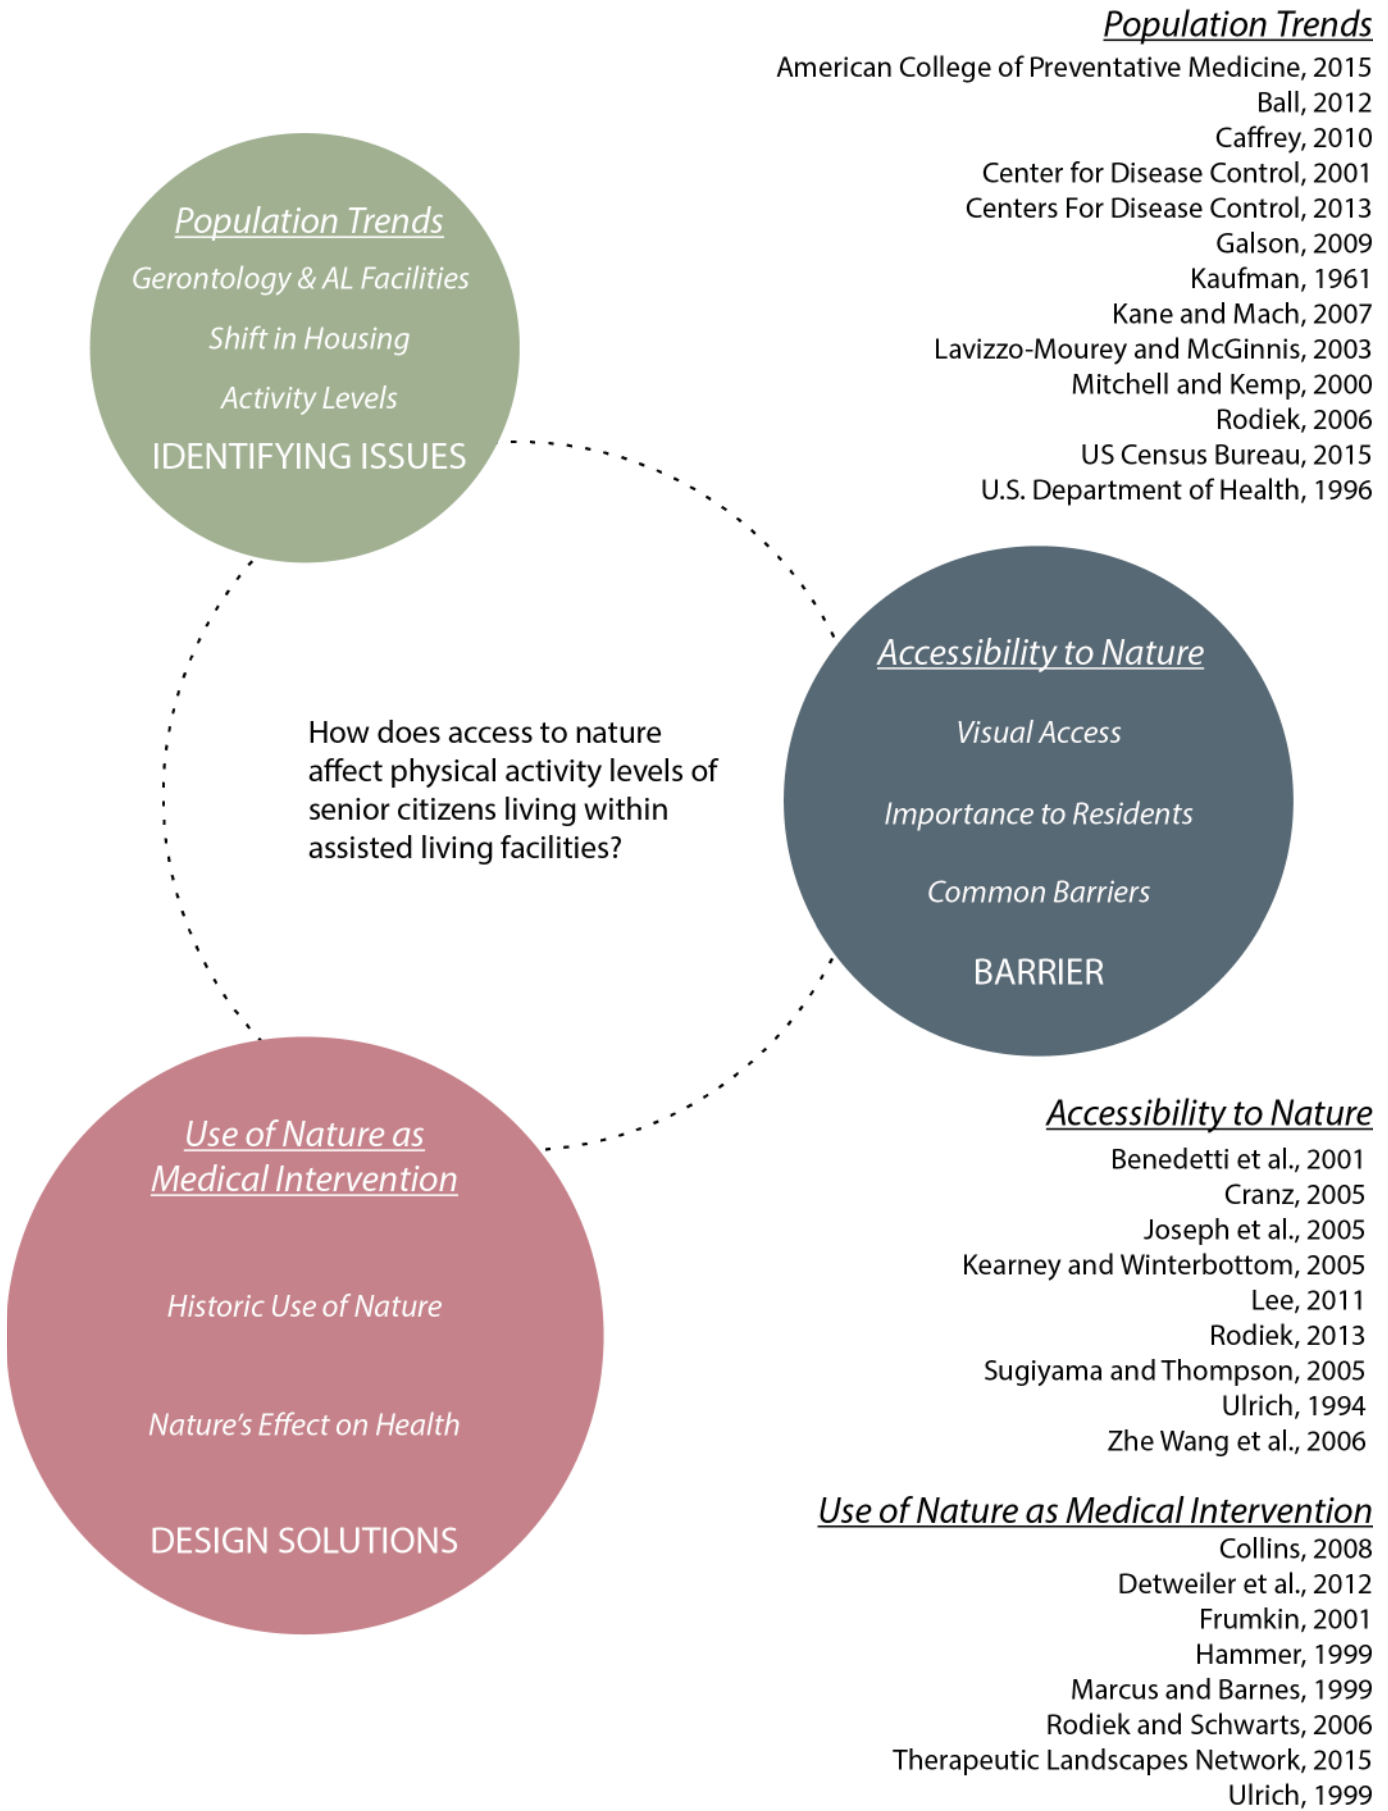 Population Trends
American College of Preventative Medicine, 2015
Ball, 2012
Caffrey, 2010
Center for Disease Control, 2001
Centers For Disease Control, 2013
Galson, 2009
Kaufman, 1961
Kane and Mach, 2007
Lavizzo-Mourey and McGinnis, 2003
Mitchell and Kemp, 2000
Rodiek, 2006
US Census Bureau, 2015
U.S. Department of Health, 1996
Population Trends
Gerontology & AL Facilities
Shift in Housing
Activity Levels
IDENTIFYING ISSUES
Accessibility to Nature
Visual Access
Importance to Residents
Common Barriers
BARRIER
How does access to nature
affect physical activity levels of
senior citizens living within
assisted living facilities?
Use of Nature as
Medical Intervention
Historic Use of Nature
Nature's Effect on Health
DESIGN SOLUTIONS
Accessibility to Nature
Benedetti et al., 2001
Cranz, 2005
Joseph et al., 2005
Kearney and Winterbottom, 2005
Lee, 2011
Rodiek, 2013
Sugiyama and Thompson, 2005
Ulrich, 1994
Zhe Wang et al., 2006
Use of Nature as Medical Intervention
Collins, 2008
Detweiler et al., 2012
Frumkin, 2001
Hammer, 1999
Marcus and Barnes, 1999
Rodiek and Schwarts, 2006
Therapeutic Landscapes Network, 2015
Ulrich, 1999